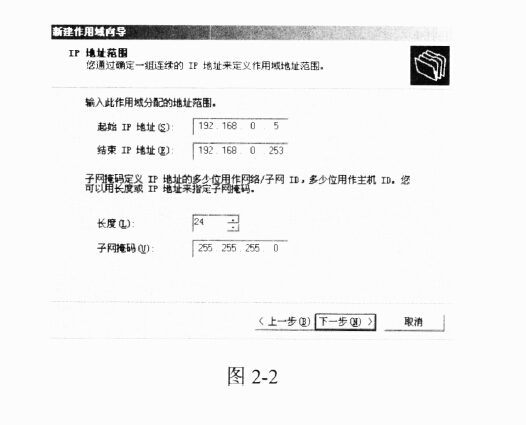 新建作用域向导
IP 地址范围
您通过确定一组连续的 IP 地址来定义作用域地址范围。
输入此作用域分配的地址范围。
起始 IP 地址(S): 192 . 168 . 0 . 5
结束 IP 地址(E): 192 . 168 . 0 . 253
子网掩码定义 IP 地址的多少位用作网络/子网 ID，多少位用作主机 ID。您
可以用长度或 IP 地址来指定子网掩码。
长度(L): 24
子网掩码(U): 255 . 255 . 255 . 0
< 上一步(B) 下一步(N) > 取消
图 2-2